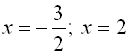 x = −3/2; x = 2